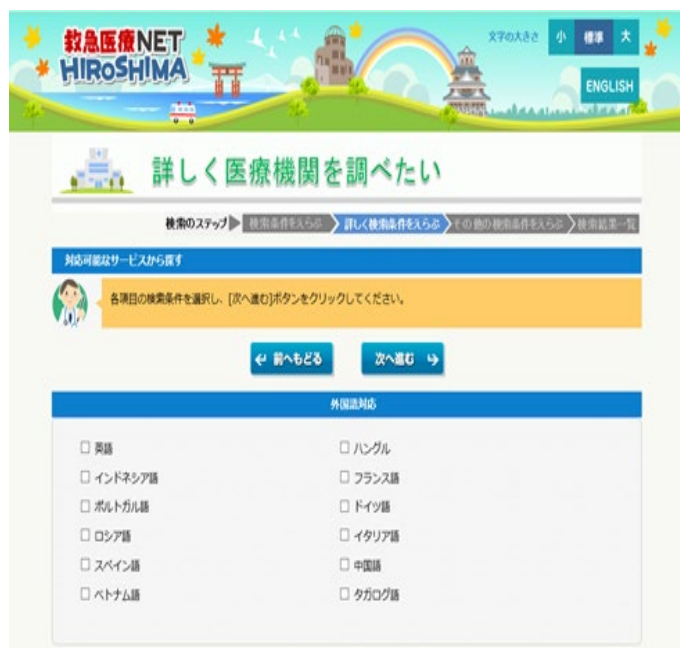 救急医療NET
HIROSHIMA
文字の大きさ 小 標準 大
ENGLISH
詳しく医療機関を調べたい
検索のステップ▶ 検索条件をえらぶ 詳しく検索条件をえらぶ その他の検索条件をえらぶ 検索結果一覧
対応可能なサービスから探す
各項目の検索条件を選択し、[次へ進む]ボタンをクリックしてください。
前へもどる 次へ進む
外国語対応
英語 ハングル
インドネシア語 フランス語
ポルトガル語 ドイツ語
ロシア語 イタリア語
スペイン語 中国語
ベトナム語 タガログ語